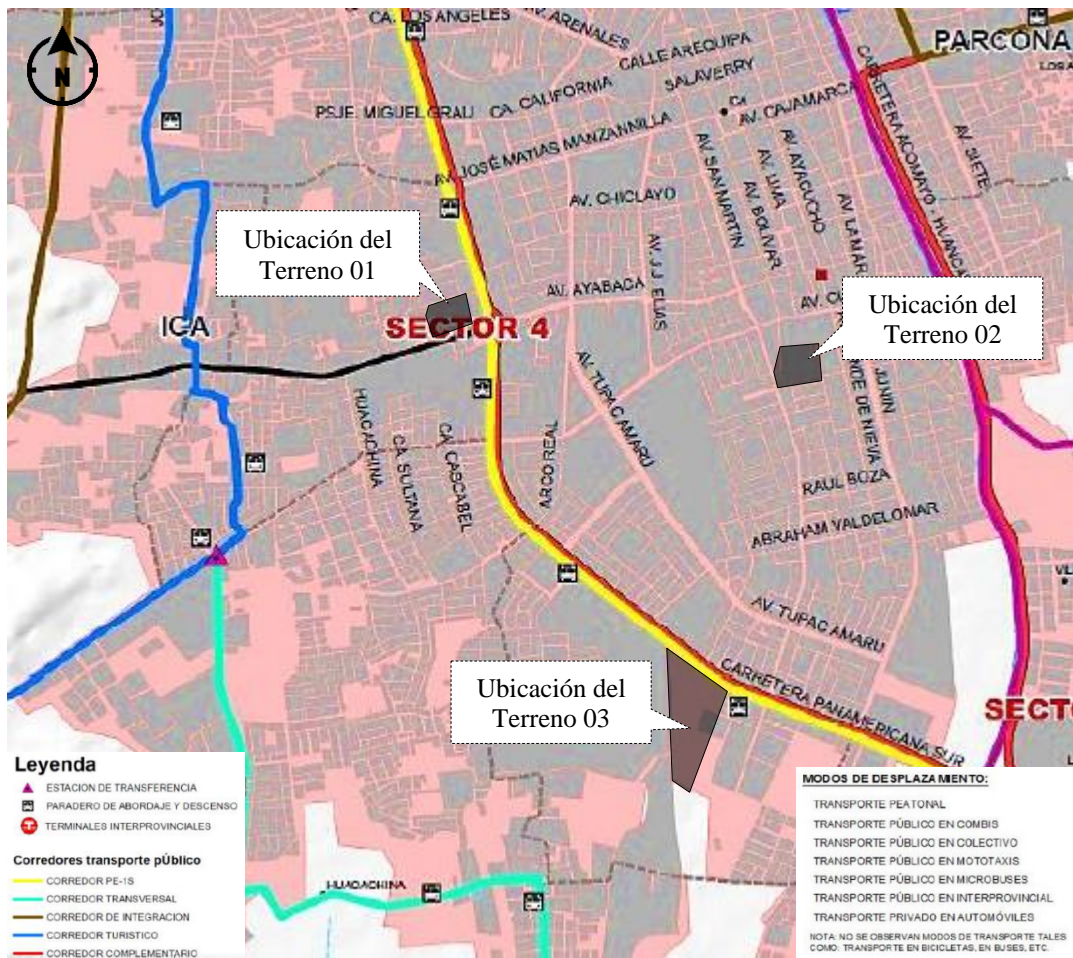 CA. LOS ANGELES
AV. ARENALES
CALLE AREQUIPA
SALAVERRY
PARCONA
N
PSJE. MIGUEL GRAU
CA. CALIFORNIA
AV. CAJAMARCA
CARRETERA ACOMAYO - HUANCA
AV. SIETE
AV. JOSÉ MATIAS MANZANNILLA
AV. CHICLAYO
AV. SAN MARTIN
AV. LIMA
AV. BOLIVAR
AV. AYACUCHO
AV. LA MAR
AV. J.J. ELIAS
Ubicación del
Terreno 01
AV. AYABACA
Ubicación del
Terreno 02
ICA
SECTOR 4
AV. TUPAC AMARU
JUNIN
NDE DE NIEVA
HUACACHINA
CA. SULTANA
CA. CASCABEL
ARCO REAL
RAUL BOZA
ABRAHAM VALDELOMAR
AV. TUPAC AMARU
CARRETERA PANAMERICANA SUR
Ubicación del
Terreno 03
SECT
HUACACHINA
Leyenda
ESTACION DE TRANSFERENCIA
PARADERO DE ABORDAJE Y DESCENSO
TERMINALES INTERPROVINCIALES
Corredores transporte pÚblico
CORREDOR PE-1S
CORREDOR TRANSVERSAL
CORREDOR DE INTEGRACION
CORREDOR TURISTICO
CORREDOR COMPLEMENTARIO
MODOS DE DESPLAZAMIENTO:
TRANSPORTE PEATONAL
TRANSPORTE PÚBLICO EN COMBIS
TRANSPORTE PÚBLICO EN COLECTIVO
TRANSPORTE PÚBLICO EN MOTOTAXIS
TRANSPORTE PÚBLICO EN MICROBUSES
TRANSPORTE PÚBLICO EN INTERPROVINCIAL
TRANSPORTE PRIVADO EN AUTOMÓVILES
NOTA: NO SE OBSERVAN MODOS DE TRANSPORTE TALES
COMO: TRANSPORTE EN BICICLETAS, EN BUSES, ETC.